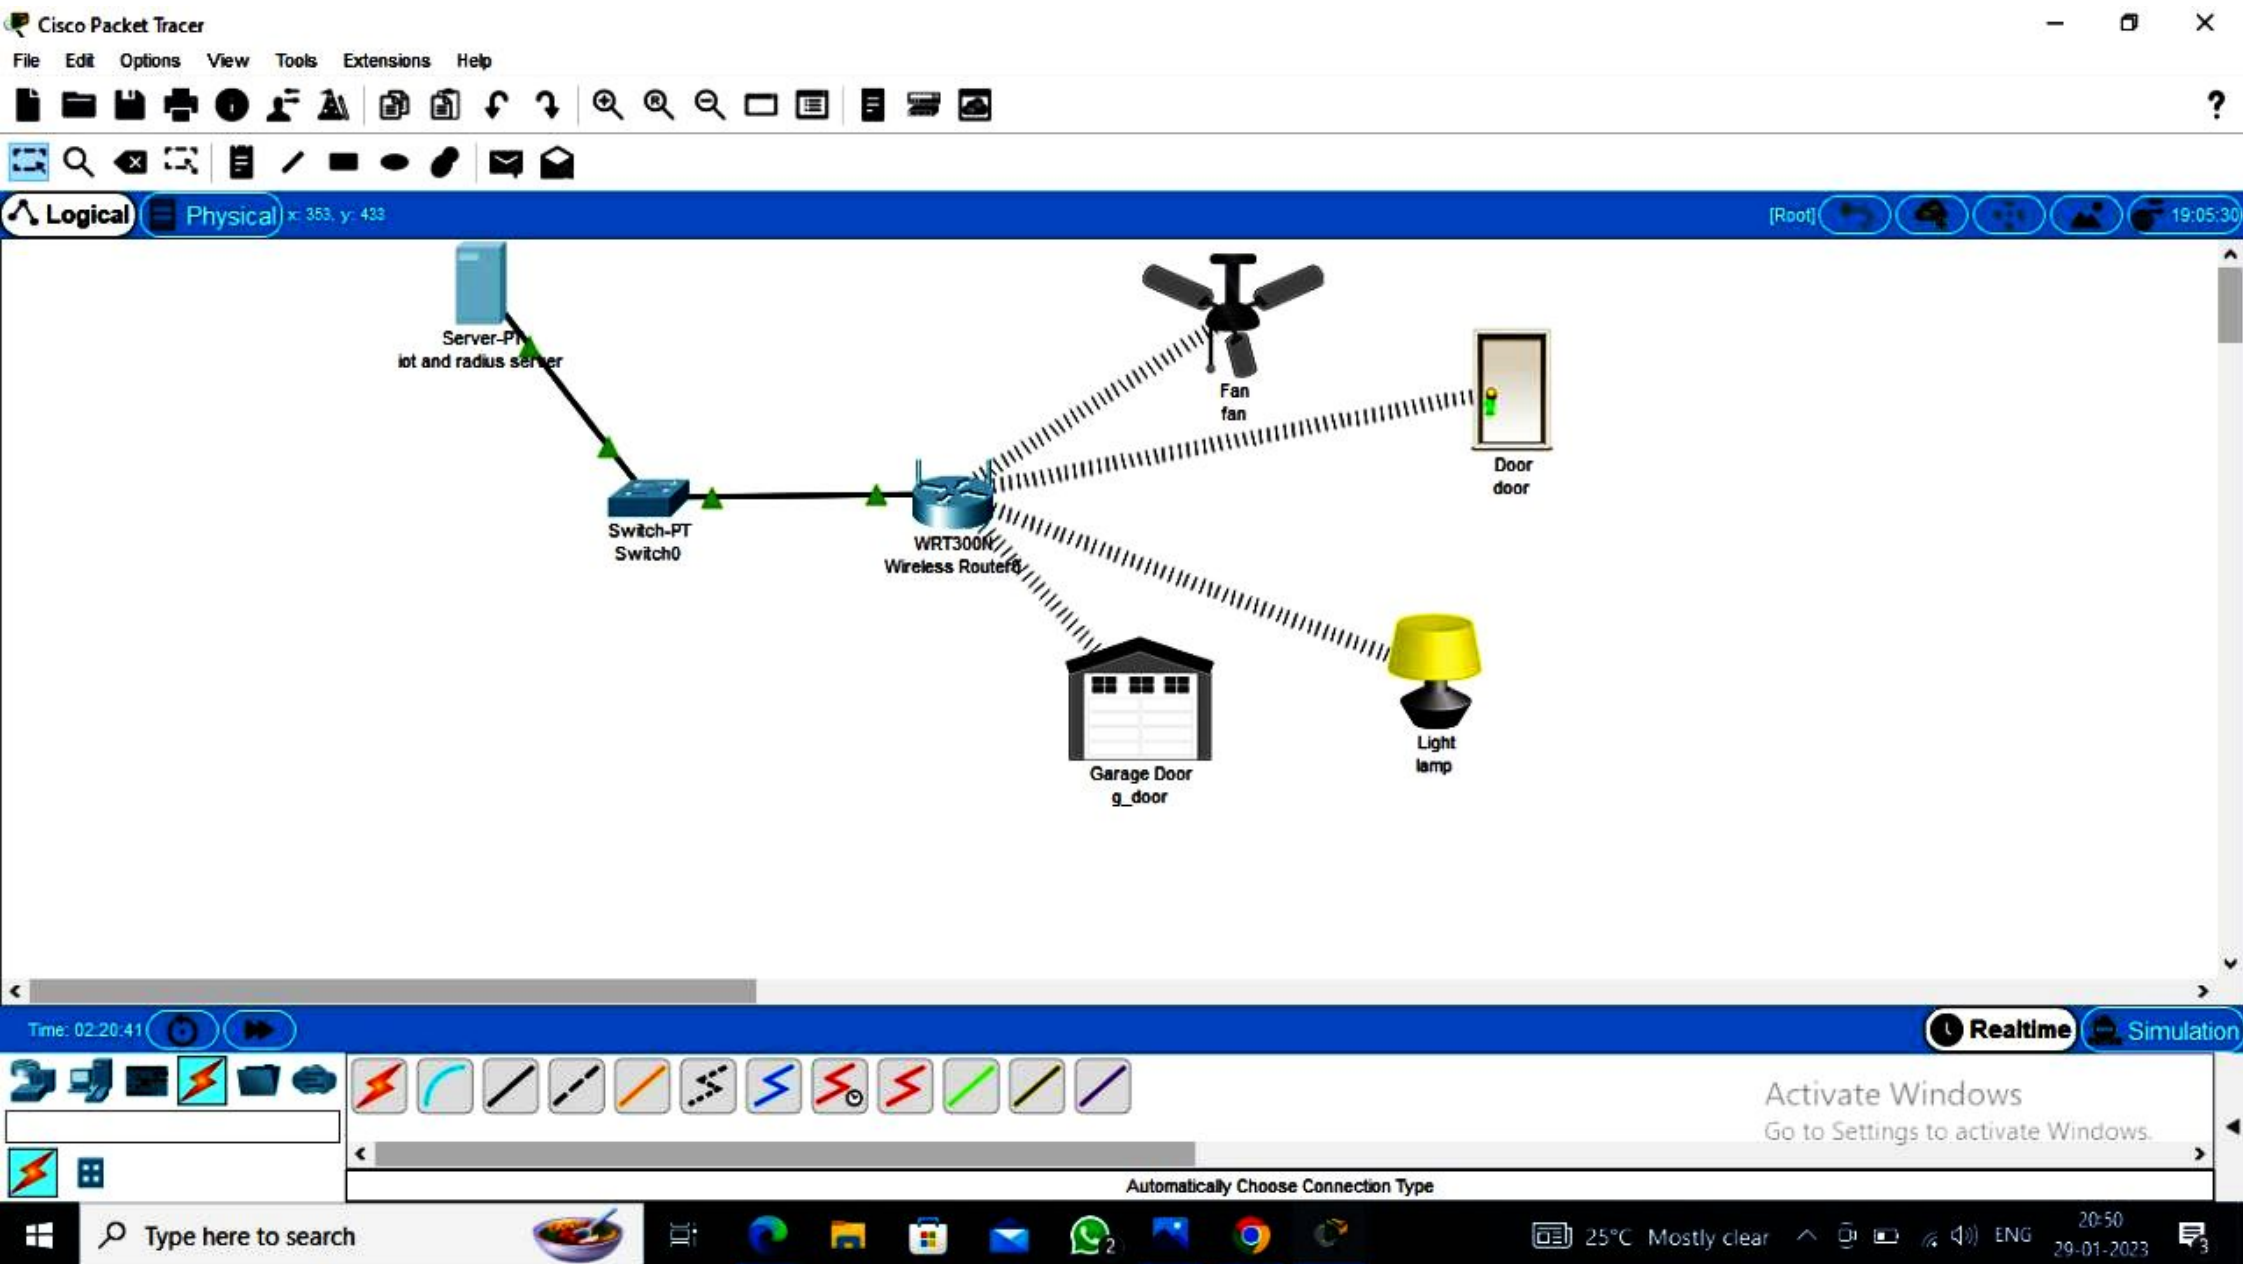 Cisco Packet Tracer
File Edit Options View Tools Extensions Help
?
Logical Physical x: 353, y: 433 [Root] 19:05:30
Server-PT
iot and radius server
Fan
fan
Door
door
Switch-PT
Switch0
WRT300N
Wireless Router0
Light
lamp
Garage Door
g_door
Time: 02:20:41 Realtime Simulation
Activate Windows
Go to Settings to activate Windows.
Automatically Choose Connection Type
Type here to search 2 25°C Mostly clear ENG 20:50 3
29-01-2023